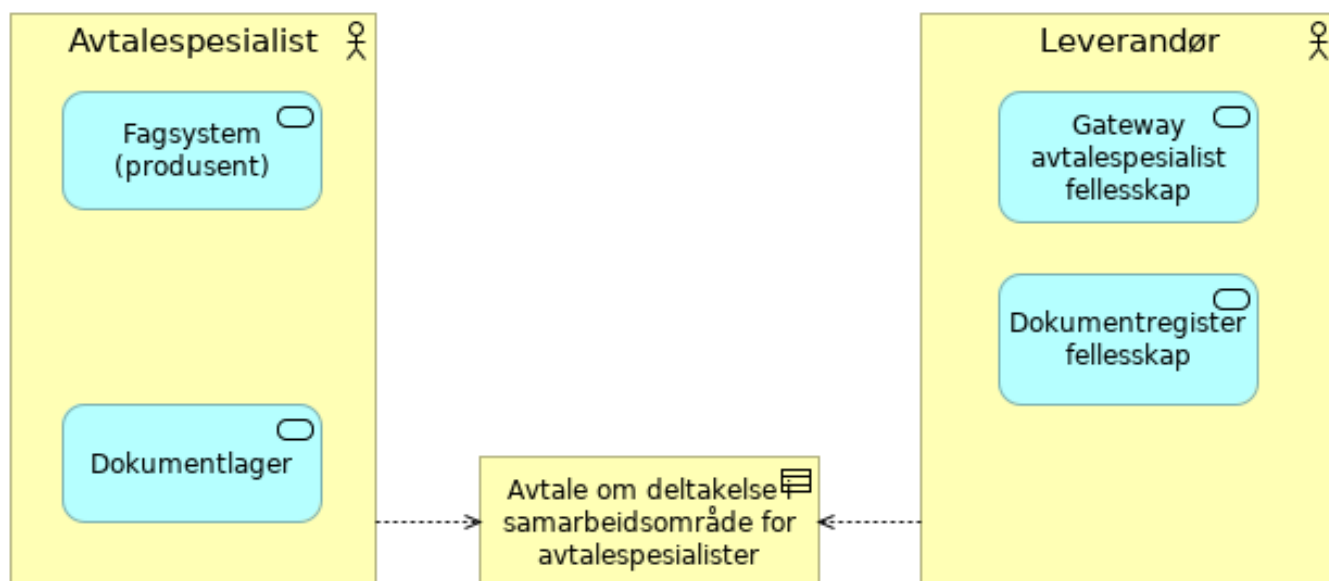 Avtalespesialist
Fagsystem
(produsent)
Dokumentlager
Avtale om deltakelse i
samarbeidsområde for
avtalespesialister
Leverandør
Gateway
avtalespesialist
fellesskap
Dokumentregister
fellesskap